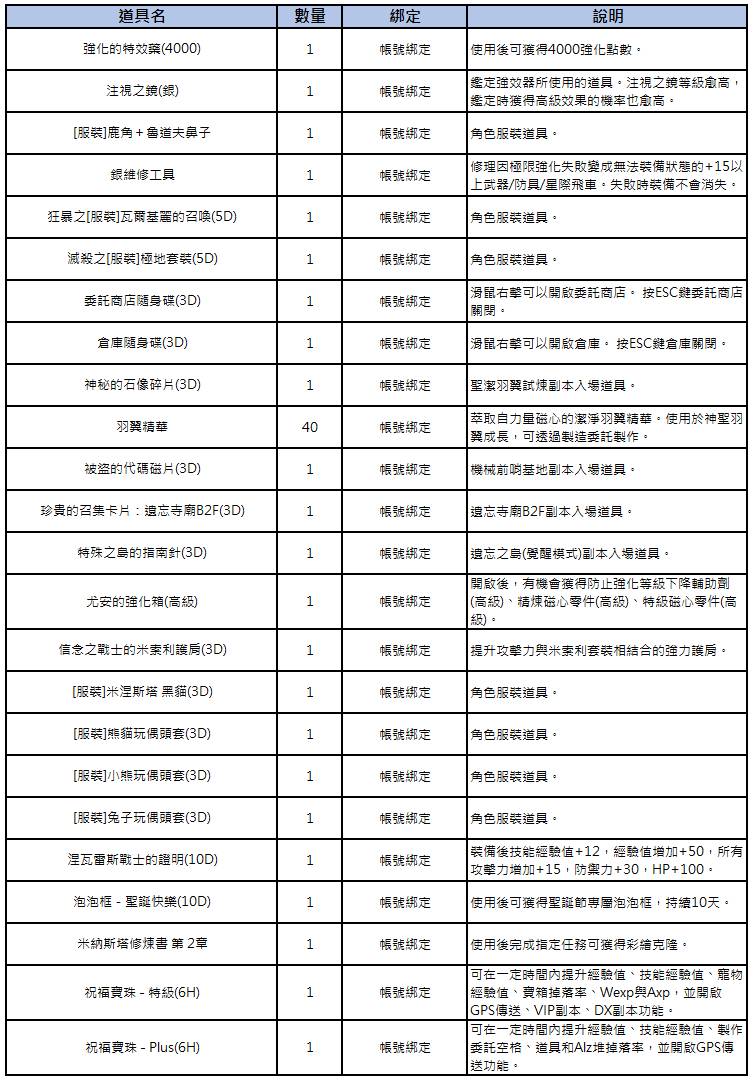 道具名 數量 綁定 說明
強化的特效藥(4000) 1 帳號綁定 使用後可獲得4000強化點數。
注視之鏡(銀) 1 帳號綁定 鑑定強效器所使用的道具。注視之鏡等級愈高，
鑑定時獲得高級效果的機率也愈高。
[服裝]鹿角＋魯道夫鼻子 1 帳號綁定 角色服裝道具。
銀維修工具 1 帳號綁定 修理因極限強化失敗變成無法裝備狀態的+15以
上武器/防具/星際飛車。失敗時裝備不會消失。
狂暴之[服裝]瓦爾基麗的召喚(5D) 1 帳號綁定 角色服裝道具。
滅殺之[服裝]極地套裝(5D) 1 帳號綁定 角色服裝道具。
委託商店隨身碟(3D) 1 帳號綁定 滑鼠右擊可以開啟委託商店。 按ESC鍵委託商店
關閉。
倉庫隨身碟(3D) 1 帳號綁定 滑鼠右擊可以開啟倉庫。 按ESC鍵倉庫關閉。
神秘的石像碎片(3D) 1 帳號綁定 聖潔羽翼試煉副本入場道具。
羽翼精華 40 帳號綁定 萃取自力量磁心的潔淨羽翼精華。使用於神聖羽
翼成長，可透過製造委託製作。
被盜的代碼磁片(3D) 1 帳號綁定 機械前哨基地副本入場道具。
珍貴的召集卡片：遺忘寺廟B2F(3D) 1 帳號綁定 遺忘寺廟B2F副本入場道具。
特殊之島的指南針(3D) 1 帳號綁定 遺忘之島(覺醒模式)副本入場道具。
尤安的強化箱(高級) 1 帳號綁定 開啟後，有機會獲得防止強化等級下降輔助劑
(高級)、精煉磁心零件(高級)、特級磁心零件(高
級)。
信念之戰士的米索利護肩(3D) 1 帳號綁定 提升攻擊力與米索利套裝相結合的強力護肩。
[服裝]米涅斯塔 黑貓(3D) 1 帳號綁定 角色服裝道具。
[服裝]熊貓玩偶頭套(3D) 1 帳號綁定 角色服裝道具。
[服裝]小熊玩偶頭套(3D) 1 帳號綁定 角色服裝道具。
[服裝]兔子玩偶頭套(3D) 1 帳號綁定 角色服裝道具。
涅瓦雷斯戰士的證明(10D) 1 帳號綁定 裝備後技能經驗值+12，經驗值增加+50，所有
攻擊力增加+15，防禦力+30，HP+100。
泡泡框 - 聖誕快樂(10D) 1 帳號綁定 使用後可獲得聖誕節專屬泡泡框，持續10天。
米納斯塔修煉書 第 2章 1 帳號綁定 使用後完成指定任務可獲得彩繪克隆。
祝福寶珠 - 特級(6H) 1 帳號綁定 可在一定時間內提升經驗值、技能經驗值、寵物
經驗值、寶箱掉落率、Wexp與Axp，並開啟
GPS傳送、VIP副本、DX副本功能。
祝福寶珠 - Plus(6H) 1 帳號綁定 可在一定時間內提升經驗值、技能經驗值、製作
委託空格、道具和Alz堆掉落率，並開啟GPS傳
送功能。